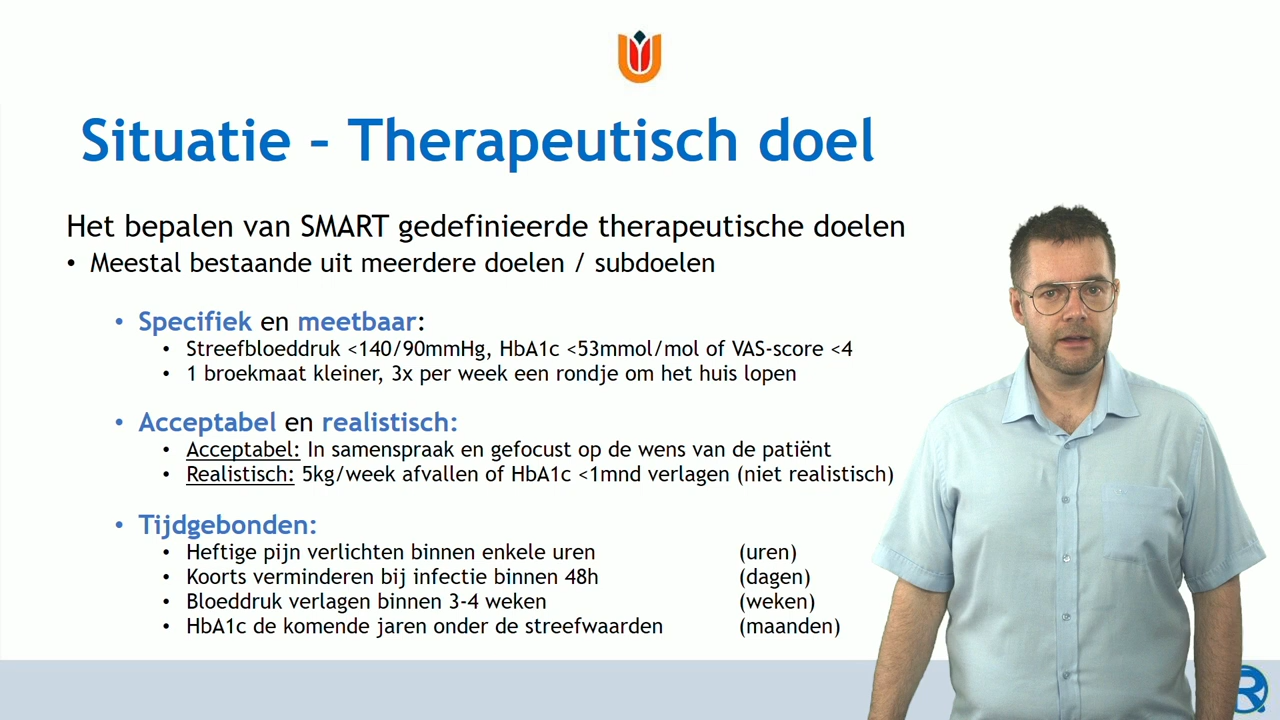 Situatie - Therapeutisch doel
Het bepalen van SMART gedefinieerde therapeutische doelen
• Meestal bestaande uit meerdere doelen / subdoelen
• Specifiek en meetbaar:
• Streefbloeddruk <140/90mmHg, HbA1c <53mmol/mol of VAS-score <4
• 1 broekmaat kleiner, 3x per week een rondje om het huis lopen
• Acceptabel en realistisch:
• Acceptabel: In samenspraak en gefocust op de wens van de patiënt
• Realistisch: 5kg/week afvallen of HbA1c <1mnd verlagen (niet realistisch)
• Tijdgebonden:
• Heftige pijn verlichten binnen enkele uren (uren)
• Koorts verminderen bij infectie binnen 48h (dagen)
• Bloeddruk verlagen binnen 3-4 weken (weken)
• HbA1c de komende jaren onder de streefwaarden (maanden)
R